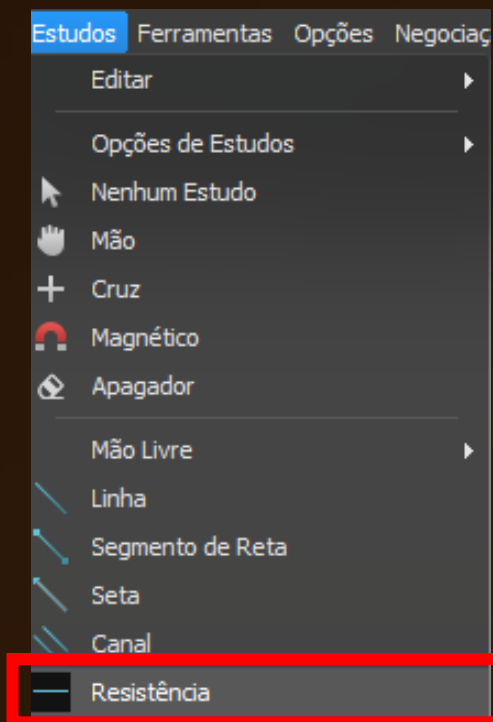 Estudos Ferramentas Opções Negociaç
Editar
Opções de Estudos
Nenhum Estudo
Mão
Cruz
Magnético
Apagador
Mão Livre
Linha
Segmento de Reta
Seta
Canal
Resistência